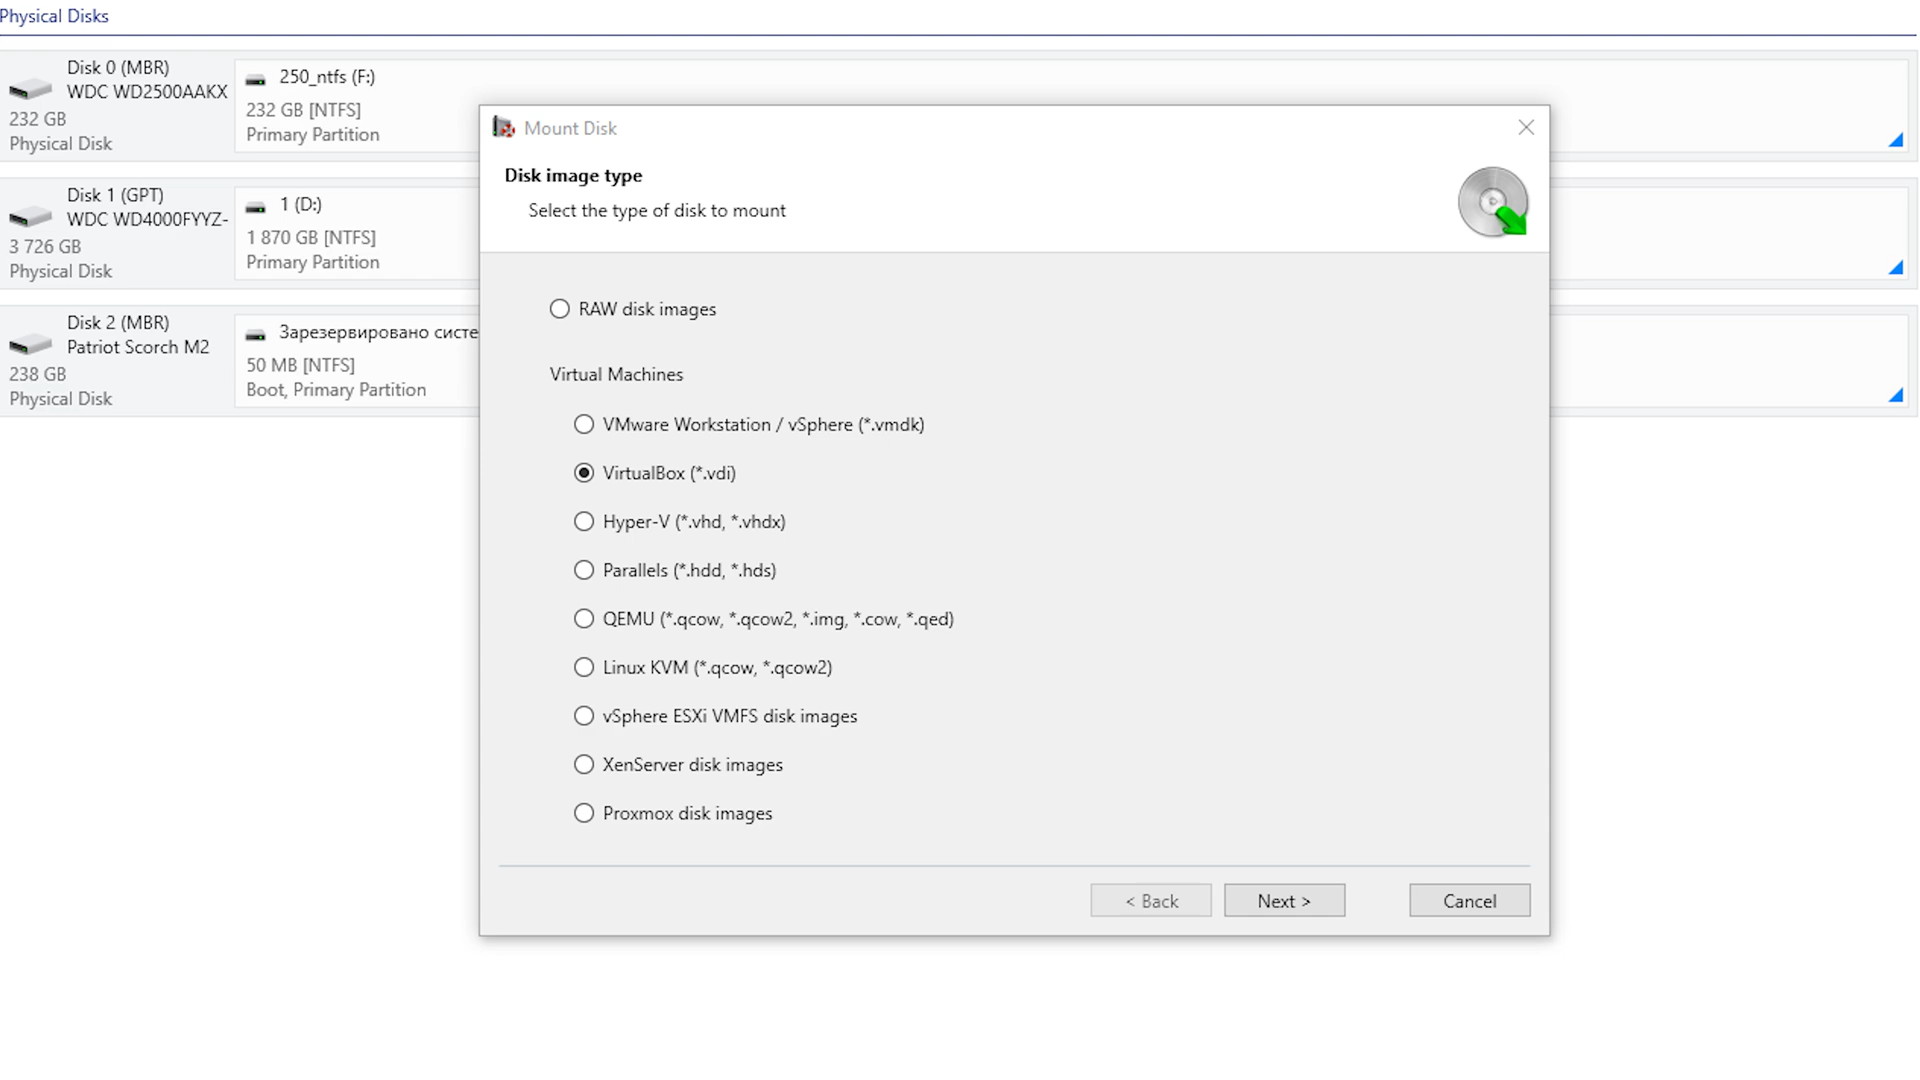 Physical Disks
Disk 0 (MBR)
WDC WD2500AAKX
232 GB
Physical Disk
250_ntfs (F:)
232 GB [NTFS]
Primary Partition
Disk 1 (GPT)
WDC WD4000FYYZ-
3 726 GB
Physical Disk
1 (D:)
1 870 GB [NTFS]
Primary Partition
Disk 2 (MBR)
Patriot Scorch M2
238 GB
Physical Disk
Зарезервировано систе
50 MB [NTFS]
Boot, Primary Partition
Mount Disk
Disk image type
Select the type of disk to mount
RAW disk images
Virtual Machines
VMware Workstation / vSphere (*.vmdk)
VirtualBox (*.vdi)
Hyper-V (*.vhd, *.vhdx)
Parallels (*.hdd, *.hds)
QEMU (*.qcow, *.qcow2, *.img, *.cow, *.qed)
Linux KVM (*.qcow, *.qcow2)
vSphere ESXi VMFS disk images
XenServer disk images
Proxmox disk images
< Back
Next >
Cancel